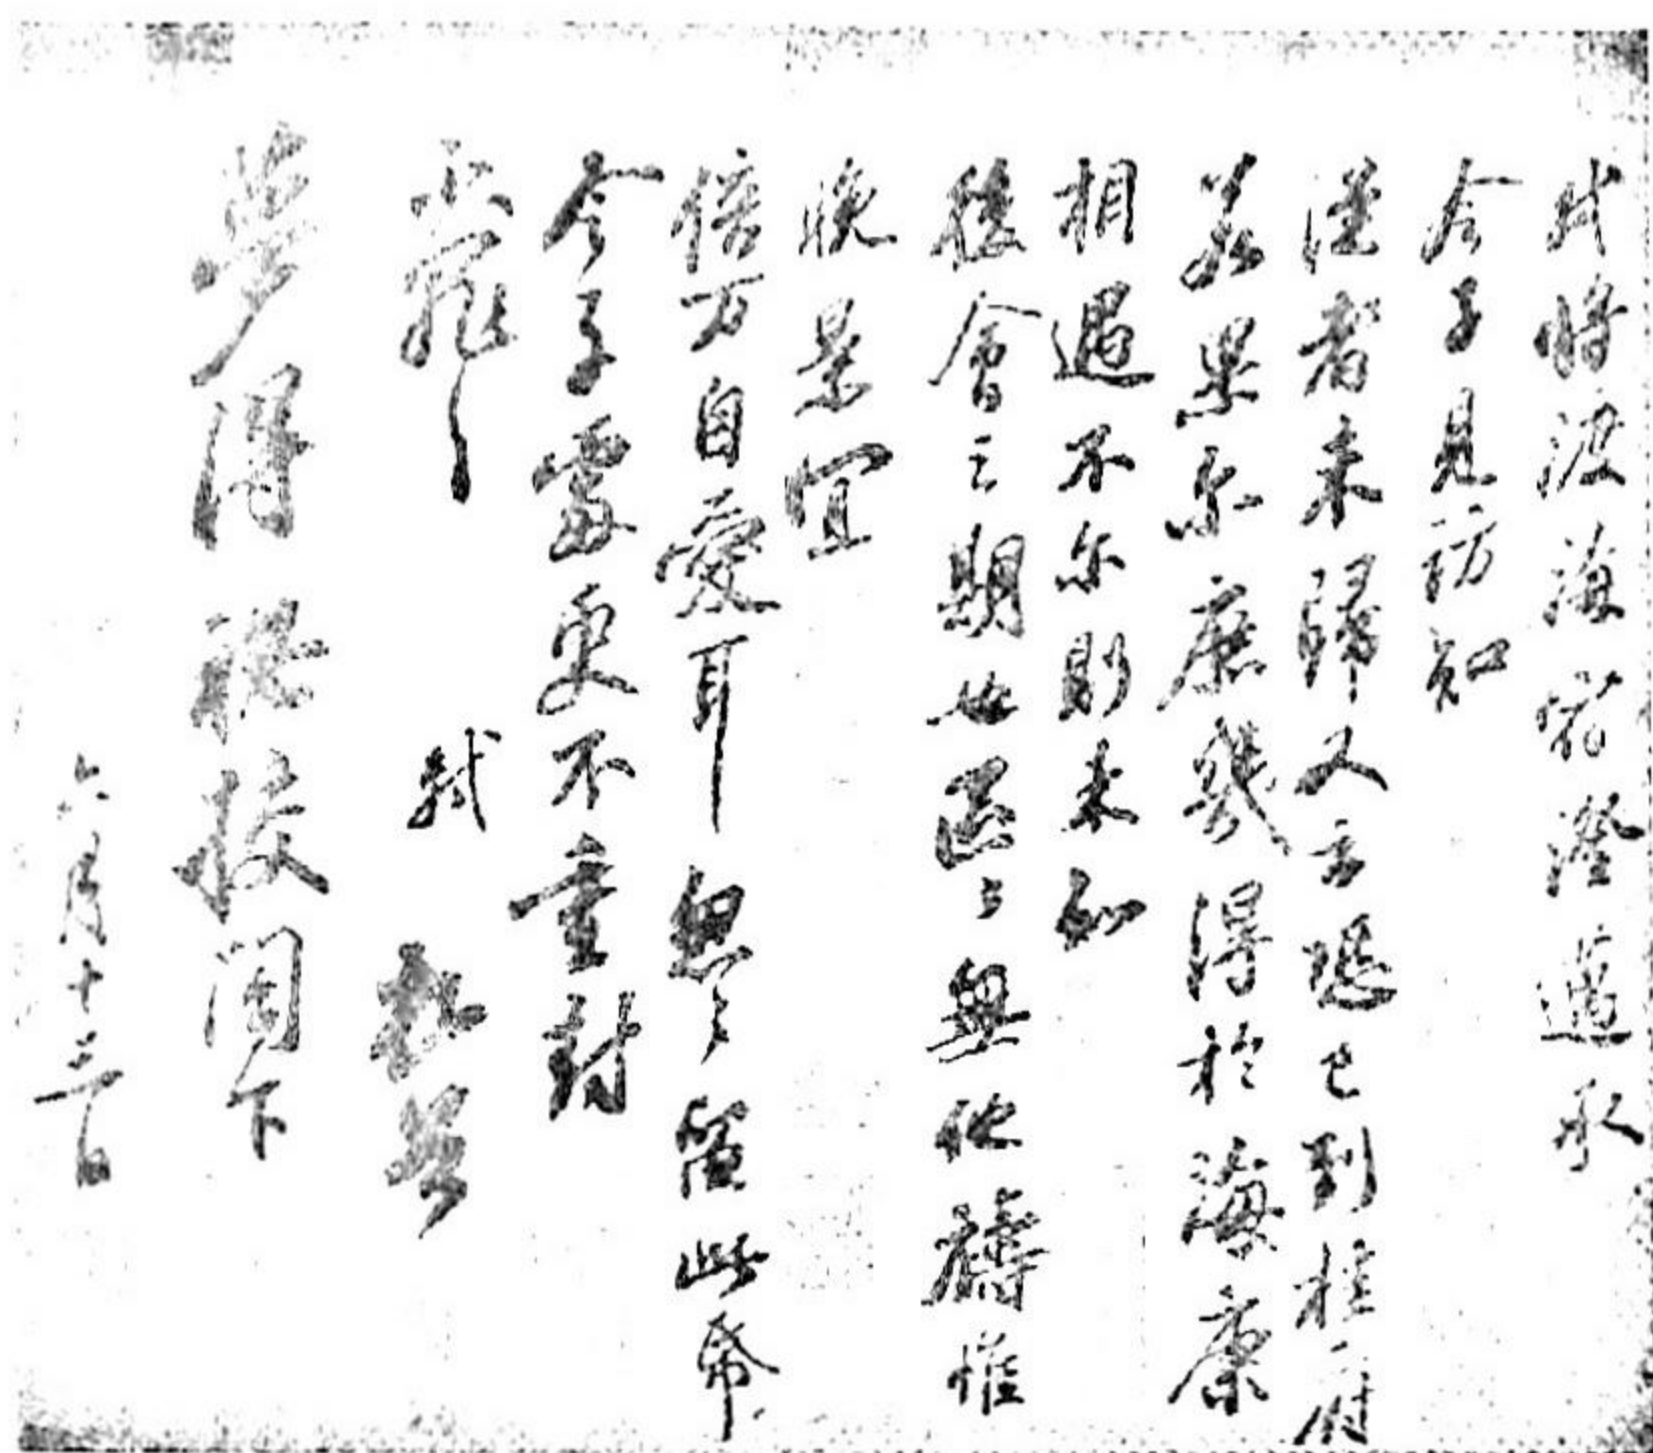 軾將渡海宿澄邁承
令子見訪知
從者未歸又云恐已到桂府
若果尔庶幾得於海康
相遇不尔則未知
後會之期也區區無他禱惟
晚景宜
倍万自愛耳忽忽留此帋
令子處更不重封
不罪 軾 頓首
夢得秘校閣下
六月十三日